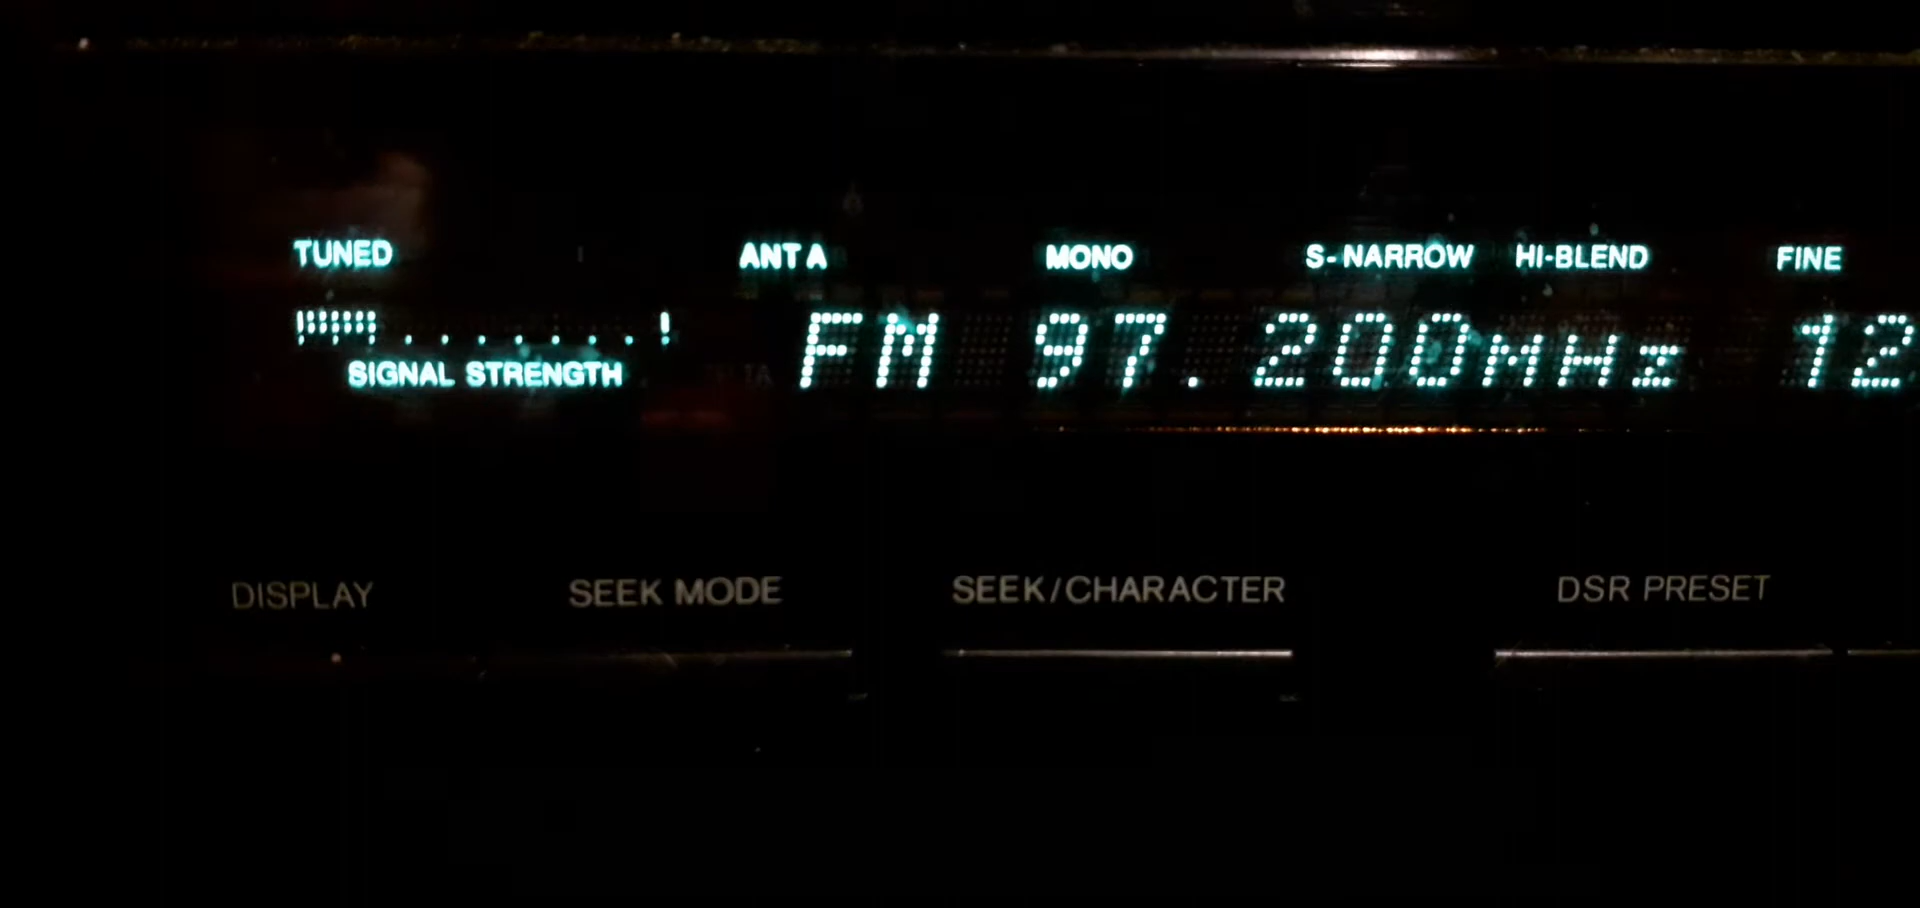 TUNED ANT A MONO S-NARROW HI-BLEND FINE
FM 97.200MHz 12
SIGNAL STRENGTH
DISPLAY SEEK MODE SEEK/CHARACTER DSR PRESET